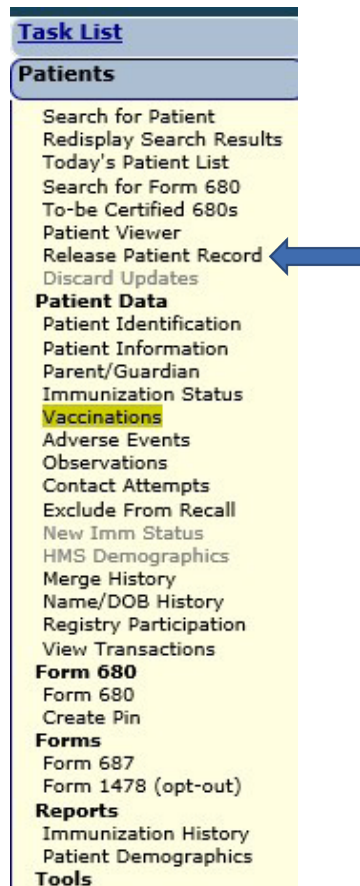 Task List
Patients
Search for Patient
Redisplay Search Results
Today's Patient List
Search for Form 680
To-be Certified 680s
Patient Viewer
Release Patient Record
Discard Updates
Patient Data
Patient Identification
Patient Information
Parent/Guardian
Immunization Status
Vaccinations
Adverse Events
Observations
Contact Attempts
Exclude From Recall
New Imm Status
HMS Demographics
Merge History
Name/DOB History
Registry Participation
View Transactions
Form 680
Form 680
Create Pin
Forms
Form 687
Form 1478 (opt-out)
Reports
Immunization History
Patient Demographics
Tools